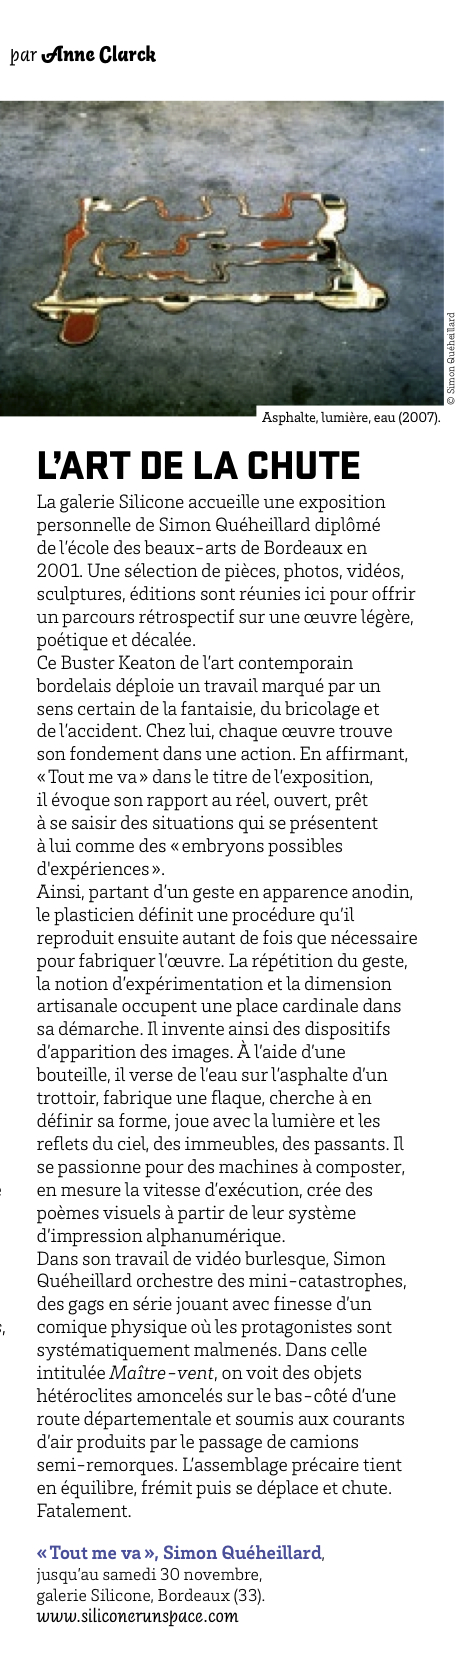 par Anne Clarck
© Simon Quéheillard
Asphalte, lumière, eau (2007).
L'ART DE LA CHUTE
La galerie Silicone accueille une exposition
personnelle de Simon Quéheillard diplômé
de l'école des beaux-arts de Bordeaux en
2001. Une sélection de pièces, photos, vidéos,
sculptures, éditions sont réunies ici pour offrir
un parcours rétrospectif sur une œuvre légère,
poétique et décalée.
Ce Buster Keaton de l'art contemporain
bordelais déploie un travail marqué par un
sens certain de la fantaisie, du bricolage et
de l'accident. Chez lui, chaque œuvre trouve
son fondement dans une action. En affirmant,
« Tout me va » dans le titre de l'exposition,
il évoque son rapport au réel, ouvert, prêt
à se saisir des situations qui se présentent
à lui comme des « embryons possibles
d'expériences ».
Ainsi, partant d'un geste en apparence anodin,
le plasticien définit une procédure qu'il
reproduit ensuite autant de fois que nécessaire
pour fabriquer l'œuvre. La répétition du geste,
la notion d'expérimentation et la dimension
artisanale occupent une place cardinale dans
sa démarche. Il invente ainsi des dispositifs
d'apparition des images. À l'aide d'une
bouteille, il verse de l'eau sur l'asphalte d'un
trottoir, fabrique une flaque, cherche à en
définir sa forme, joue avec la lumière et les
reflets du ciel, des immeubles, des passants. Il
se passionne pour des machines à composter,
en mesure la vitesse d'exécution, crée des
poèmes visuels à partir de leur système
d'impression alphanumérique.
Dans son travail de vidéo burlesque, Simon
Quéheillard orchestre des mini-catastrophes,
des gags en série jouant avec finesse d'un
comique physique où les protagonistes sont
systématiquement malmenés. Dans celle
intitulée Maître-vent, on voit des objets
hétéroclites amoncelés sur le bas-côté d'une
route départementale et soumis aux courants
d'air produits par le passage de camions
semi-remorques. L'assemblage précaire tient
en équilibre, frémit puis se déplace et chute.
Fatalement.
« Tout me va », Simon Quéheillard,
jusqu'au samedi 30 novembre,
galerie Silicone, Bordeaux (33).
www.siliconerunspace.com